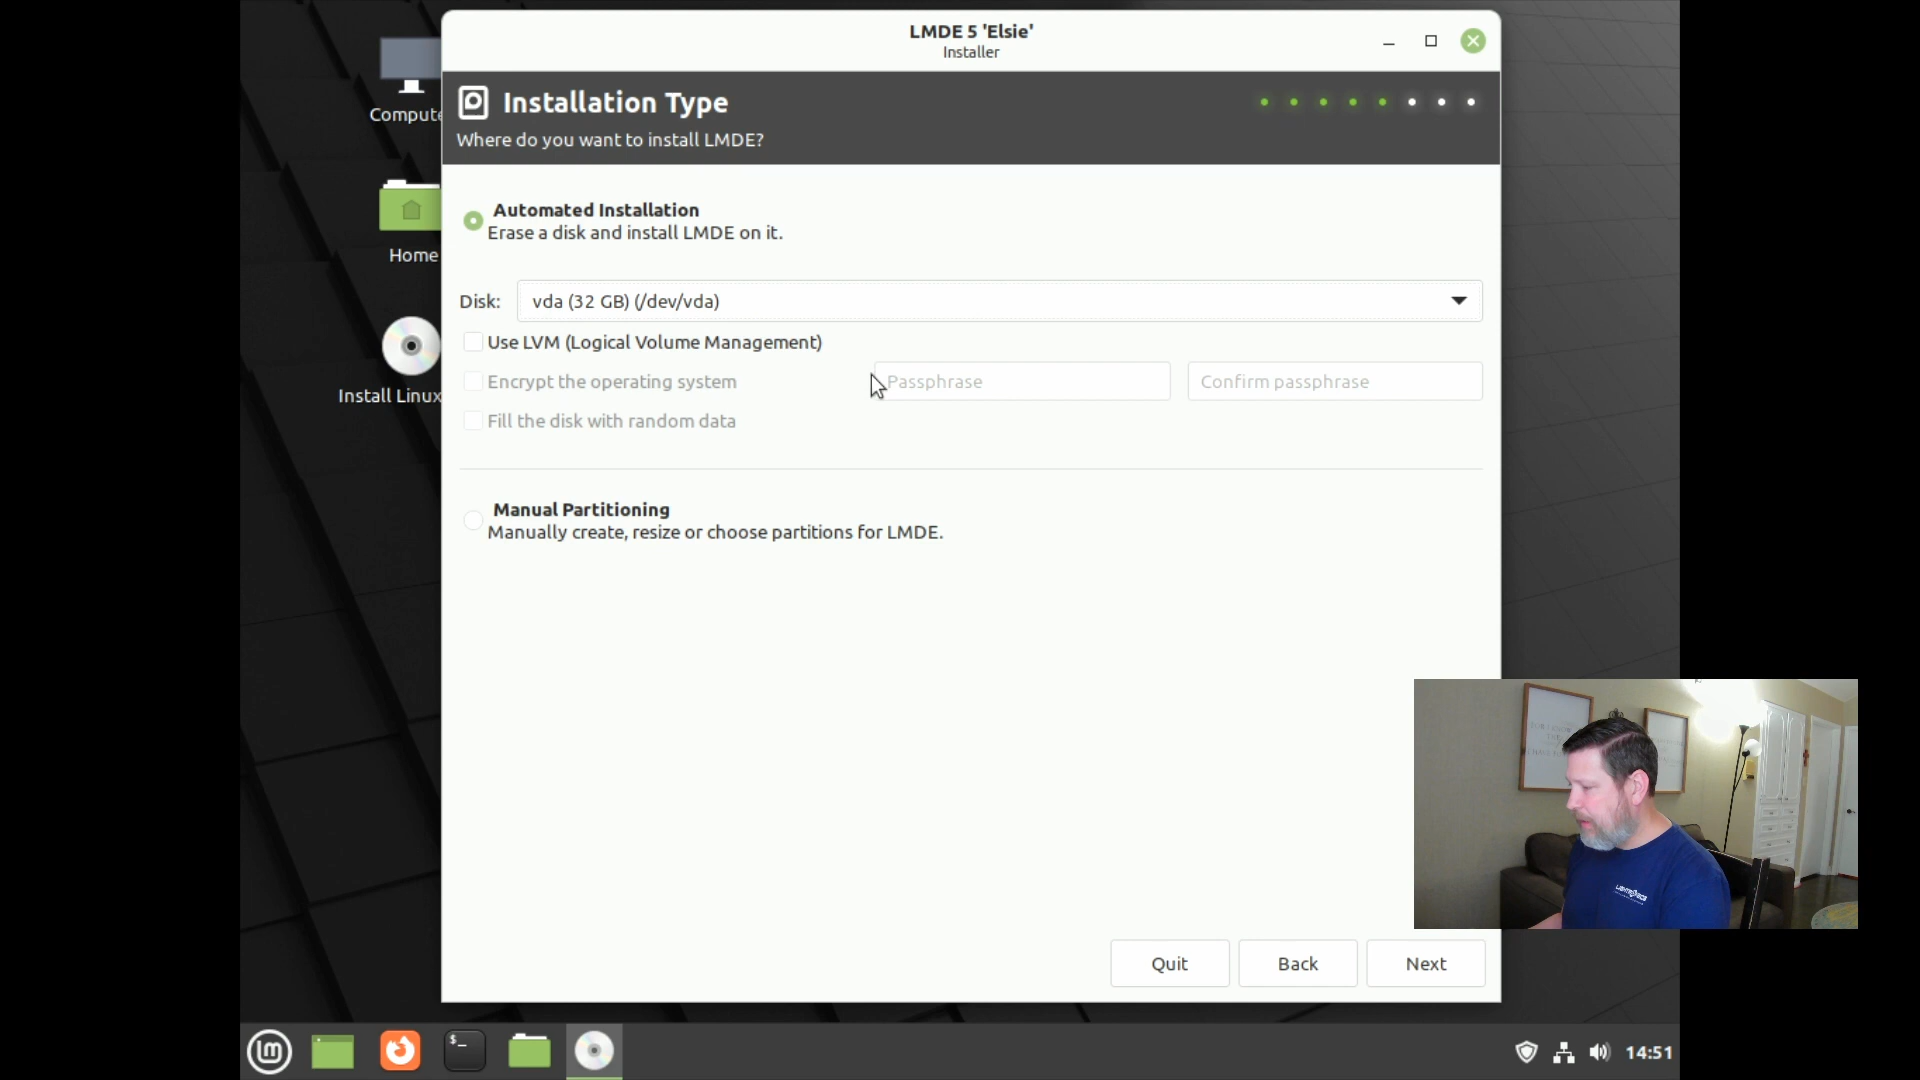 LMDE 5 'Elsie'
Installer
Installation Type
Where do you want to install LMDE?
Compute
Home
Install Linux
Automated Installation
Erase a disk and install LMDE on it.
Disk: vda (32 GB) (/dev/vda)
Use LVM (Logical Volume Management)
Encrypt the operating system Passphrase Confirm passphrase
Fill the disk with random data
Manual Partitioning
Manually create, resize or choose partitions for LMDE.
Quit Back Next
$_
14:51